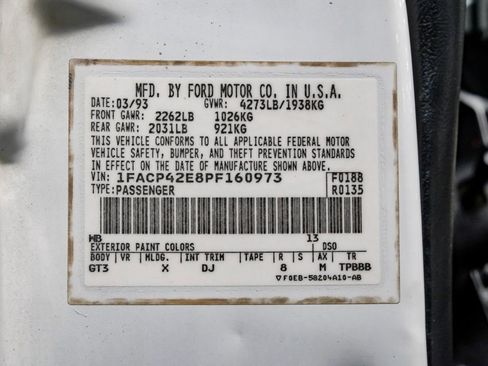 MFD. BY FORD MOTOR CO. IN U.S.A.
DATE: 03/93 GVWR: 4273LB/1938KG
FRONT GAWR: 2262LB 1026KG
REAR GAWR: 2031LB 921KG
THIS VEHICLE CONFORMS TO ALL APPLICABLE FEDERAL MOTOR
VEHICLE SAFETY, BUMPER, AND THEFT PREVENTION STANDARDS
IN EFFECT ON THE DATE OF MANUFACTURE SHOWN ABOVE.
VIN: 1FACP42E8PF160973 F0188
TYPE: PASSENGER R0135
WB 13
EXTERIOR PAINT COLORS DSO
BODY VR MLDG. INT TRIM TAPE R S AX TR
GT3 X DJ 8 M TPBBB
▽F0EB-58204A10-AB